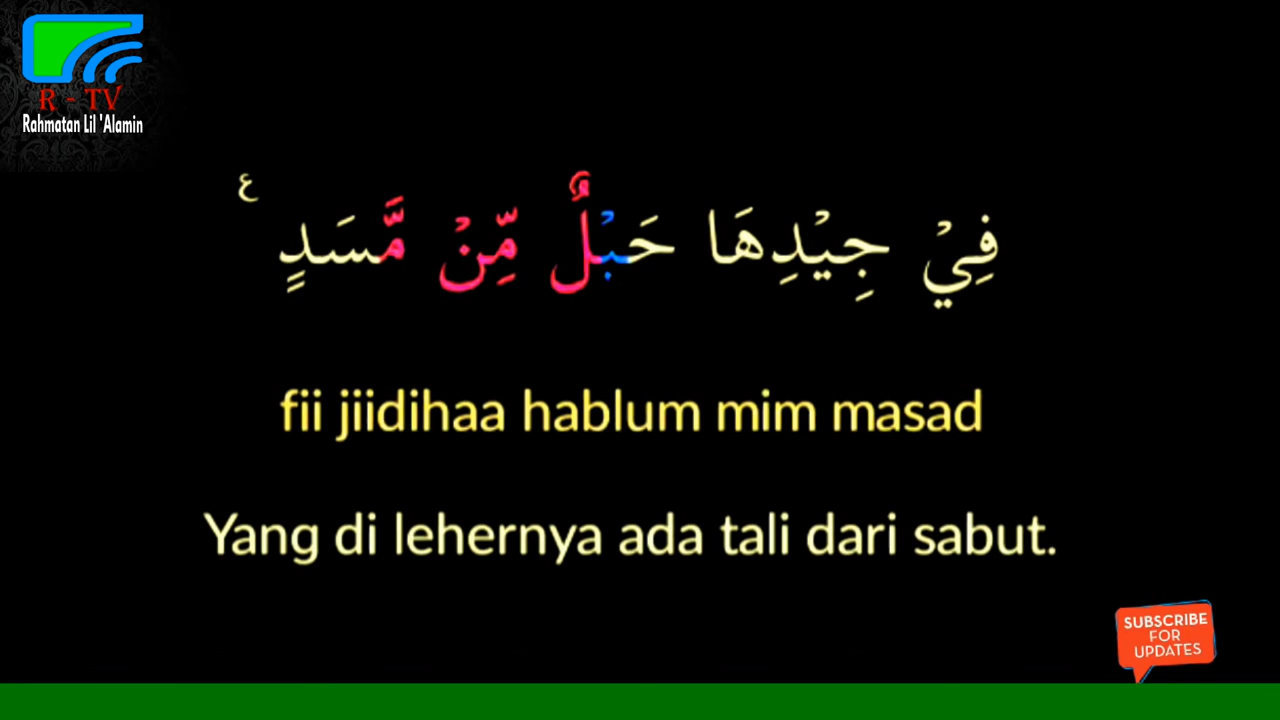 R - TV
Rahmatan Lil 'Alamin
فِيْ جِيْدِهَا حَبْلٌ مِّنْ مَّسَدٍ ࣖ
fii jiidihaa hablum mim masad
Yang di lehernya ada tali dari sabut.
SUBSCRIBE
FOR
UPDATES